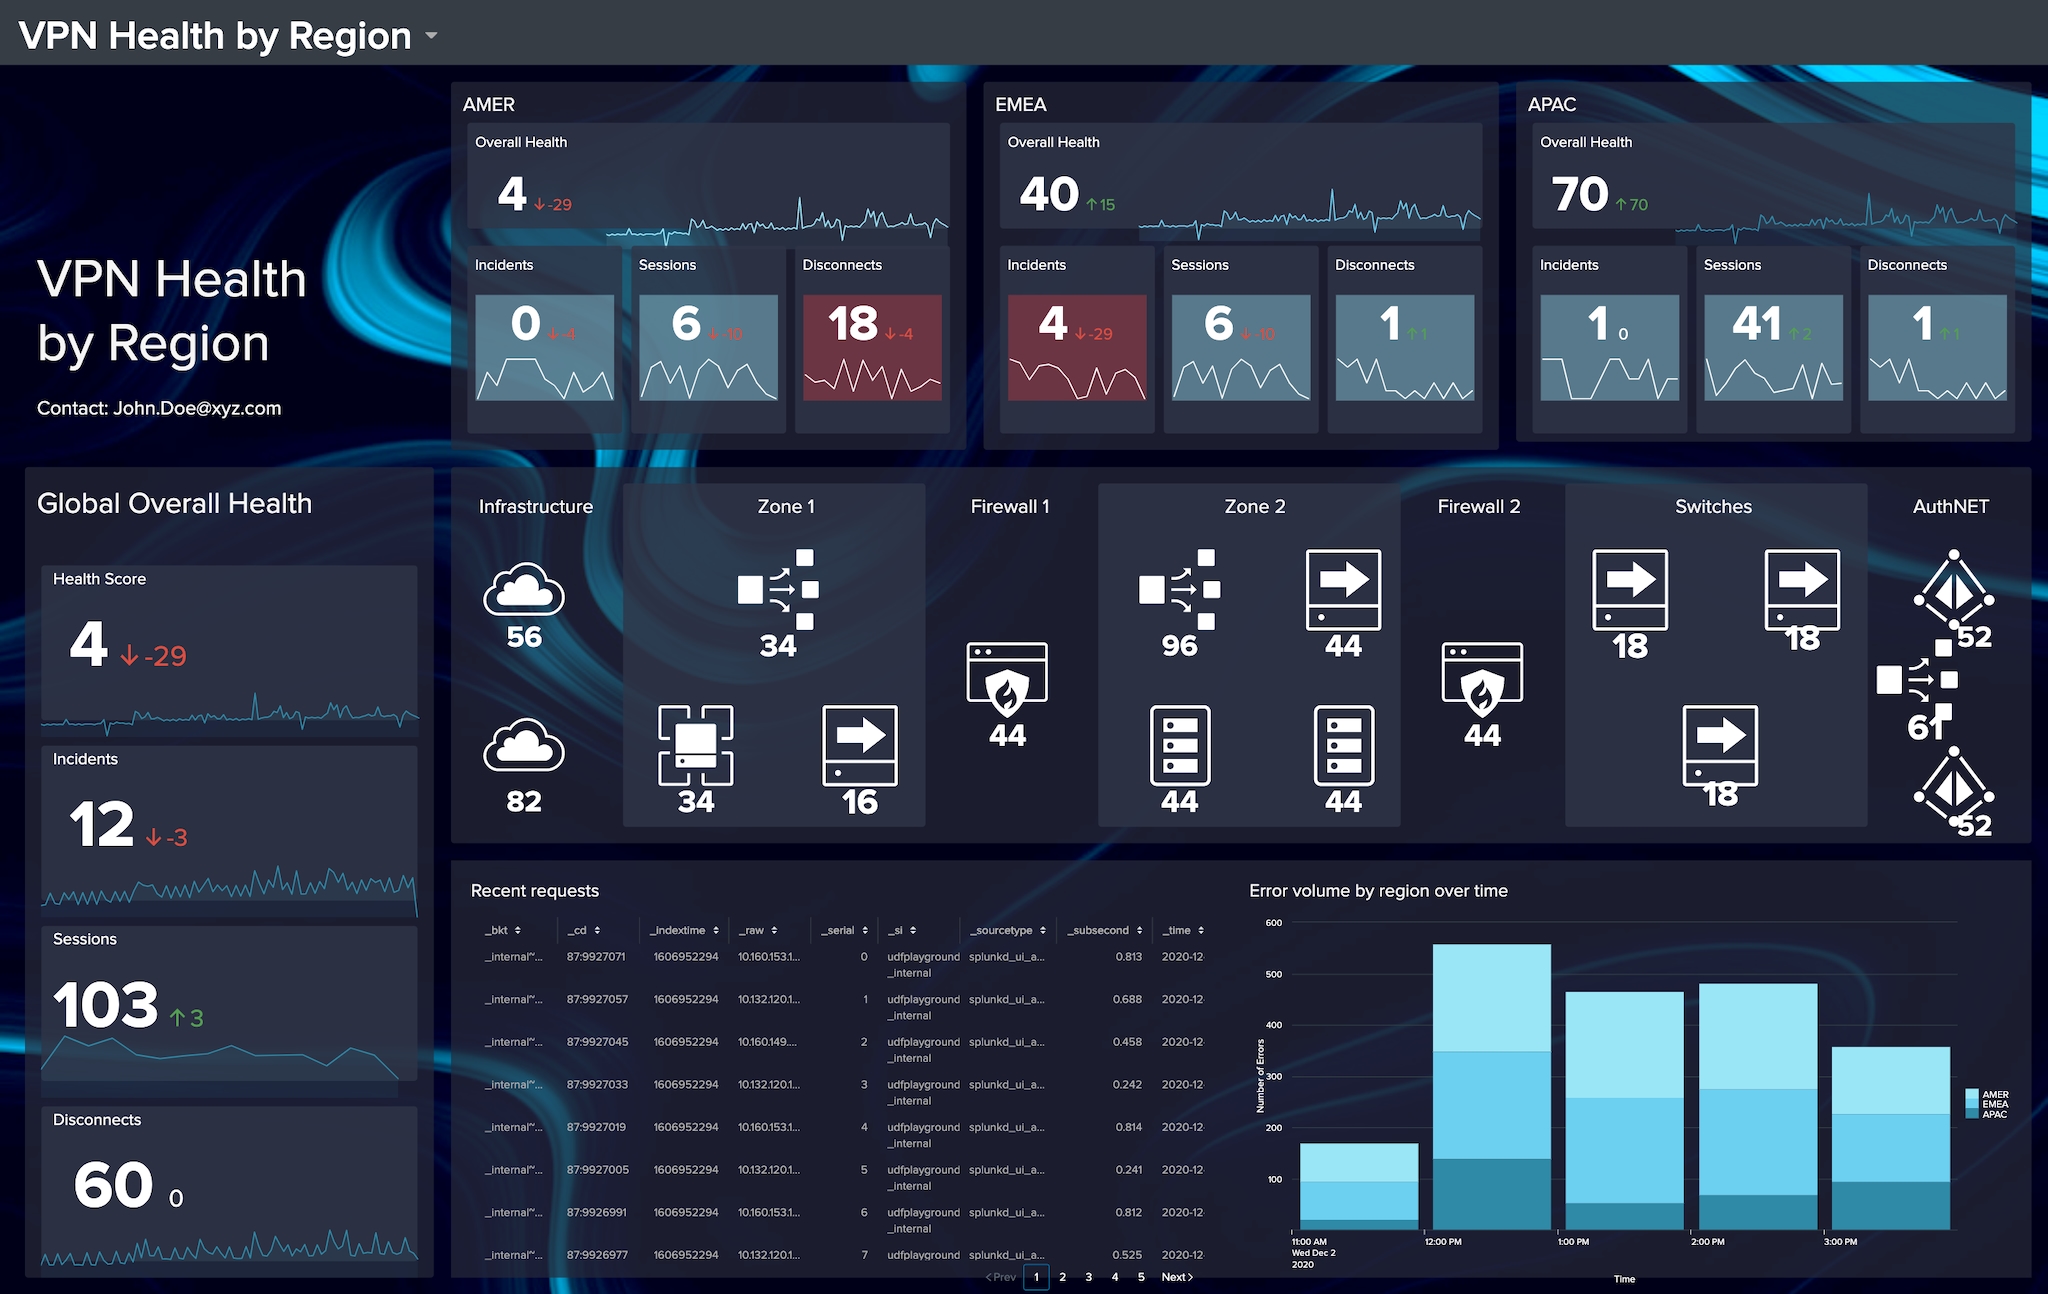 VPN Health by Region
VPN Health
by Region
Contact: John.Doe@xyz.com
AMER
Overall Health
4 ↓-29
Incidents
0 ↓-4
Sessions
6 ↓-10
Disconnects
18 ↓-4
EMEA
Overall Health
40 ↑15
Incidents
4 ↓-29
Sessions
6 ↓-10
Disconnects
1 ↑1
APAC
Overall Health
70 ↑70
Incidents
1 0
Sessions
41 ↑2
Disconnects
1 ↑1
Global Overall Health
Health Score
4 ↓-29
Incidents
12 ↓-3
Sessions
103 ↑3
Disconnects
60 0
Infrastructure
56
82
Zone 1
34
34
16
Firewall 1
44
Zone 2
96
44
44
44
Firewall 2
44
Switches
18
18
18
AuthNET
52
61
52
Recent requests
_bkt _cd _indextime _raw _serial _si _sourcetype _subsecond _time
_internal~... 87:9927071 1606952294 10.160.153.1... 0 udfplayground splunkd_ui_a... 0.813 2020-12-
_internal
_internal~... 87:9927057 1606952294 10.132.120.1... 1 udfplayground splunkd_ui_a... 0.688 2020-12-
_internal
_internal~... 87:9927045 1606952294 10.160.149.... 2 udfplayground splunkd_ui_a... 0.458 2020-12-
_internal
_internal~... 87:9927033 1606952294 10.132.120.1... 3 udfplayground splunkd_ui_a... 0.242 2020-12-
_internal
_internal~... 87:9927019 1606952294 10.160.153.1... 4 udfplayground splunkd_ui_a... 0.814 2020-12-
_internal
_internal~... 87:9927005 1606952294 10.132.120.1... 5 udfplayground splunkd_ui_a... 0.241 2020-12-
_internal
_internal~... 87:9926991 1606952294 10.160.153.1... 6 udfplayground splunkd_ui_a... 0.812 2020-12-
_internal
_internal~... 87:9926977 1606952294 10.132.120.1... 7 udfplayground splunkd_ui_a... 0.525 2020-12-
<Prev 1 2 3 4 5 Next>
Error volume by region over time
600
500
400
300
200
100
Number of Errors
11:00 AM
Wed Dec 2
2020
12:00 PM
1:00 PM
2:00 PM
3:00 PM
Time
AMER
EMEA
APAC